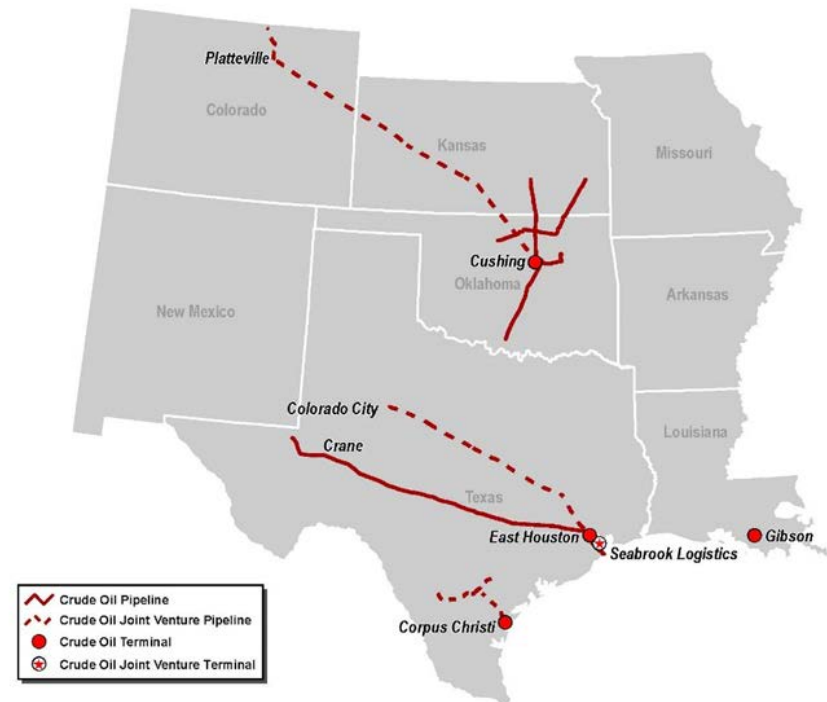 Platteville
Colorado
Kansas
Missouri
Cushing
Oklahoma
Arkansas
New Mexico
Colorado City
Crane
Texas
Louisiana
East Houston
Gibson
Seabrook Logistics
Corpus Christi
Crude Oil Pipeline
Crude Oil Joint Venture Pipeline
Crude Oil Terminal
Crude Oil Joint Venture Terminal